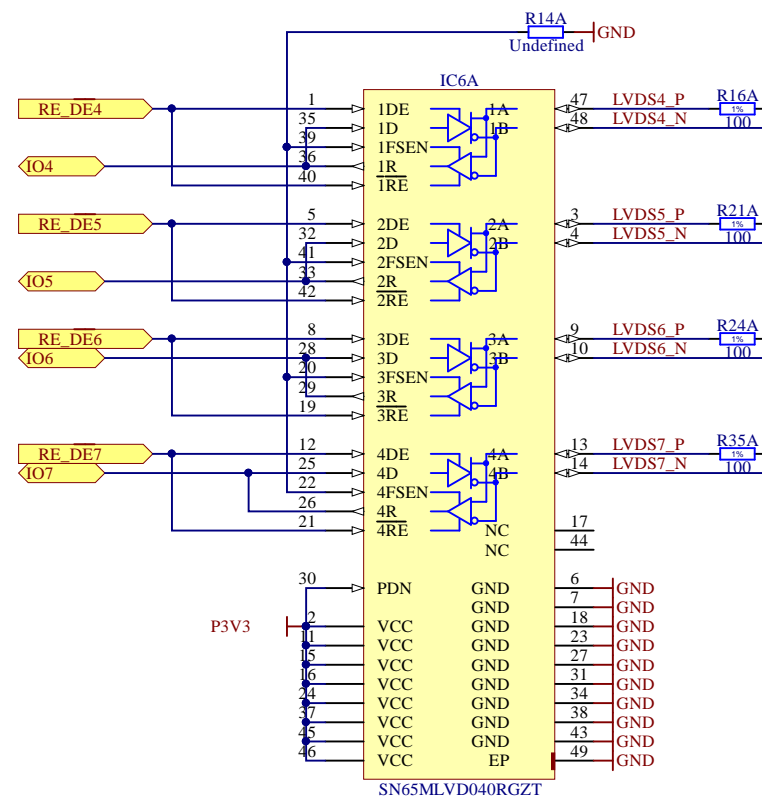 R14A
GND
Undefined
IC6A
RE_DE4 1 1DE 1A 47 LVDS4_P R16A
1%
35 1D 1B 48 LVDS4_N 100
39 1FSEN
IO4 36 1R
40 1RE
RE_DE5 5 2DE 2A 3 LVDS5_P R21A
1%
32 2D 2B 4 LVDS5_N 100
41 2FSEN
IO5 33 2R
42 2RE
RE_DE6 8 3DE 3A 9 LVDS6_P R24A
1%
IO6 28 3D 3B 10 LVDS6_N 100
20 3FSEN
29 3R
19 3RE
RE_DE7 12 4DE 4A 13 LVDS7_P R35A
1%
IO7 25 4D 4B 14 LVDS7_N 100
22 4FSEN
26 4R
21 4RE NC 17
NC 44
30 PDN GND 6 GND
GND 7 GND
P3V3 2 VCC GND 18 GND
11 VCC GND 23 GND
15 VCC GND 27 GND
16 VCC GND 31 GND
24 VCC GND 34 GND
37 VCC GND 38 GND
45 VCC GND 43 GND
46 VCC EP 49 GND
SN65MLVD040RGZT